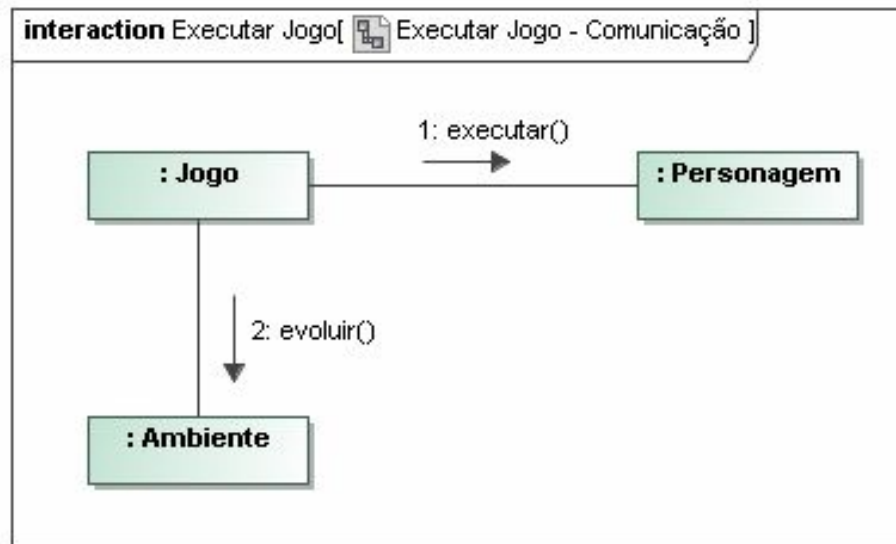 interaction Executar Jogo[ Executar Jogo - Comunicação ]
1: executar()
: Jogo
: Personagem
2: evoluir()
: Ambiente